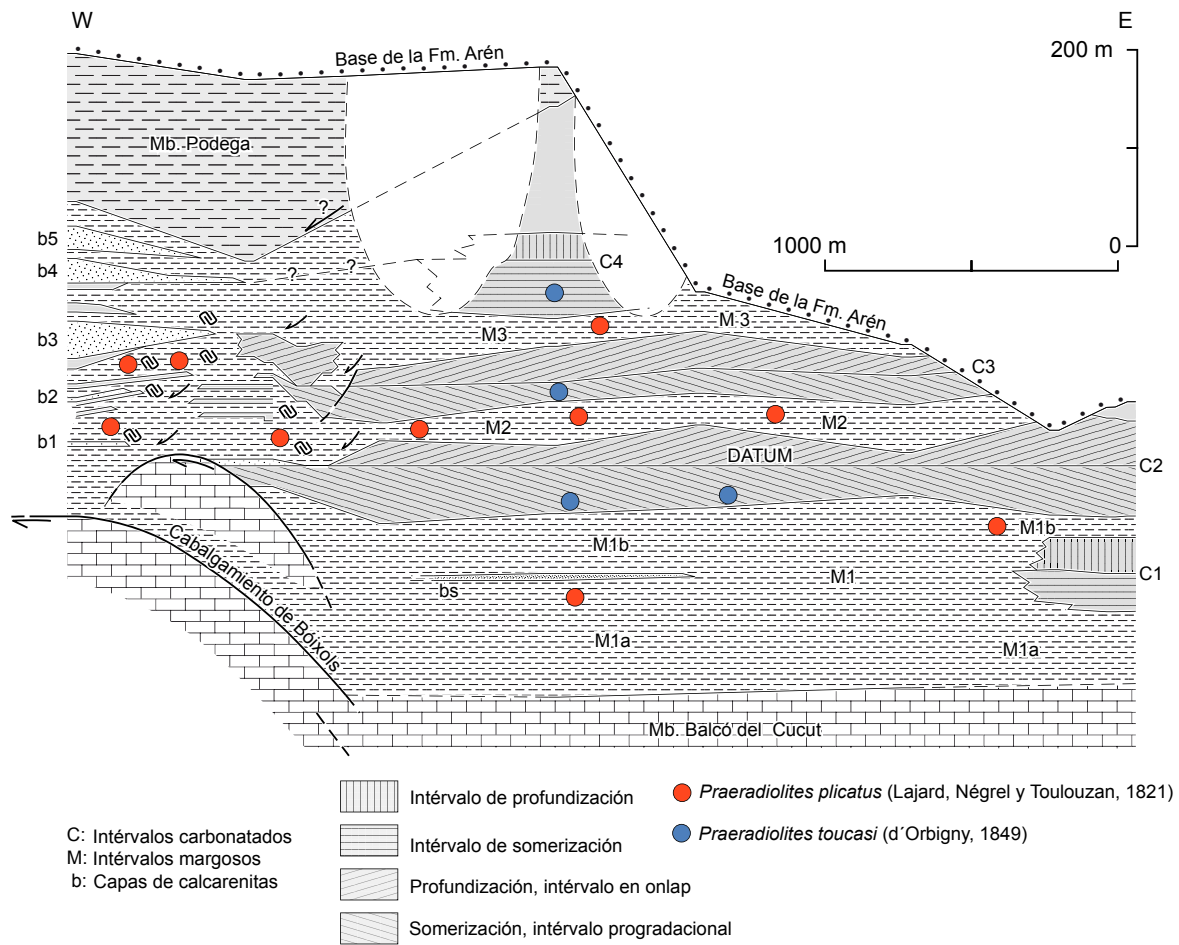 W
E
Base de la Fm. Arén
200 m
Mb. Podega
?
b5
1000 m
0
b4
?
?
C4
Base de la Fm. Arén
M3
M 3
b3
C3
b2
M2
M2
b1
DATUM
C2
M1b
M1b
Cabalgamiento de Bóixols
M1
C1
bs
M1a
M1a
Mb. Balcó del Cucut
Intérvalo de profundización
Praeradiolites plicatus (Lajard, Négrel y Toulouzan, 1821)
Intérvalo de somerización
Praeradiolites toucasi (d´Orbigny, 1849)
C: Intérvalos carbonatados
M: Intérvalos margosos
b: Capas de calcarenitas
Profundización, intérvalo en onlap
Somerización, intérvalo progradacional